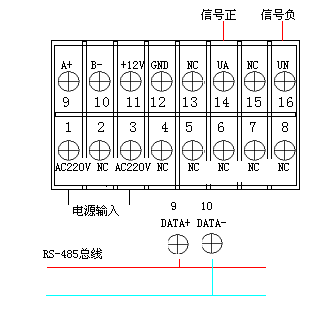 信号正 信号负
A+ B- +12V GND NC UA NC UN
9 10 11 12 13 14 15 16
1 2 3 4 5 6 7 8
AC220V NC AC220V NC NC NC NC NC
电源输入
9 10
DATA+ DATA-
RS-485总线